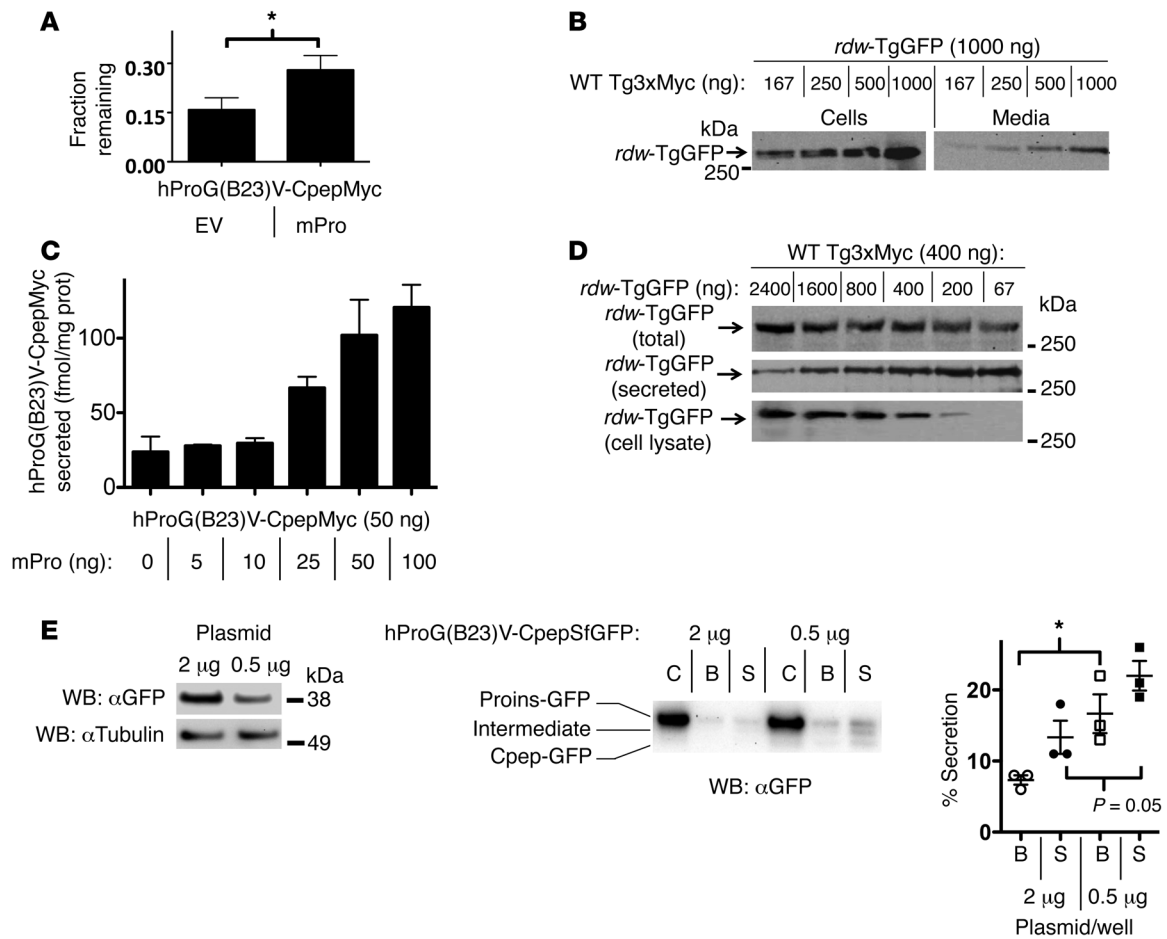 A
*
Fraction
remaining
0.30
0.15
0.00
hProG(B23)V-CpepMyc
EV mPro
B
rdw-TgGFP (1000 ng)
WT Tg3xMyc (ng): 167 250 500 1000 167 250 500 1000
Cells Media
kDa
rdw-TgGFP
250
C
hProG(B23)V-CpepMyc
secreted (fmol/mg prot)
100
50
0
hProG(B23)V-CpepMyc (50 ng)
mPro (ng): 0 5 10 25 50 100
D
WT Tg3xMyc (400 ng):
rdw-TgGFP (ng): 2400 1600 800 400 200 67
kDa
rdw-TgGFP
(total)
250
rdw-TgGFP
(secreted)
250
rdw-TgGFP
(cell lysate)
250
E
Plasmid
2 μg 0.5 μg
kDa
WB: αGFP
38
WB: αTubulin
49
hProG(B23)V-CpepSfGFP: 2 μg 0.5 μg
C B S C B S
Proins-GFP
Intermediate
Cpep-GFP
WB: αGFP
% Secretion
20
10
0
*
P = 0.05
B S B S
2 μg 0.5 μg
Plasmid/well